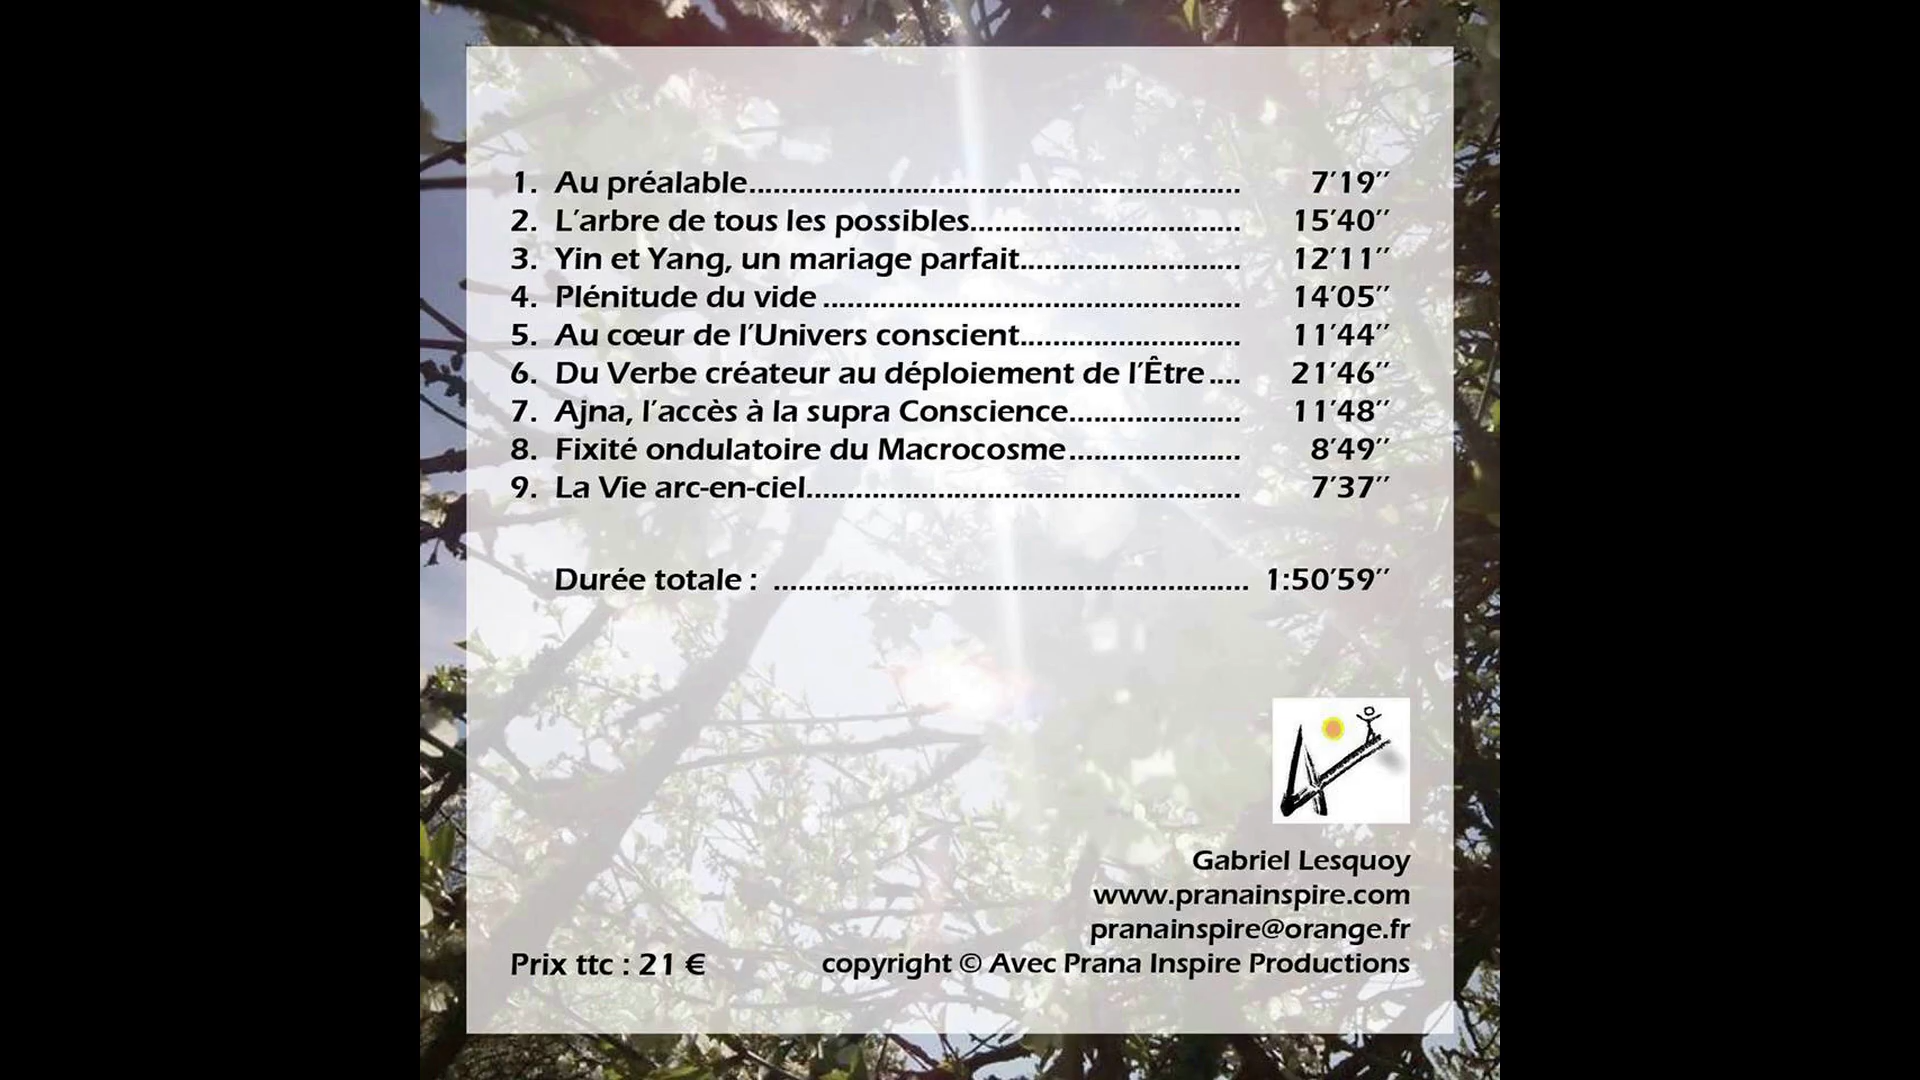 1. Au préalable............................................................ 7’19’’
2. L’arbre de tous les possibles................................. 15’40’’
3. Yin et Yang, un mariage parfait........................... 12’11’’
4. Plénitude du vide ................................................... 14’05’’
5. Au cœur de l’Univers conscient........................... 11’44’’
6. Du Verbe créateur au déploiement de l’Être .... 21’46’’
7. Ajna, l’accès à la supra Conscience..................... 11’48’’
8. Fixité ondulatoire du Macrocosme..................... 8’49’’
9. La Vie arc-en-ciel..................................................... 7’37’’
Durée totale : .......................................................... 1:50’59’’
Gabriel Lesquoy
www.pranainspire.com
pranainspire@orange.fr
Prix ttc : 21 € copyright © Avec Prana Inspire Productions